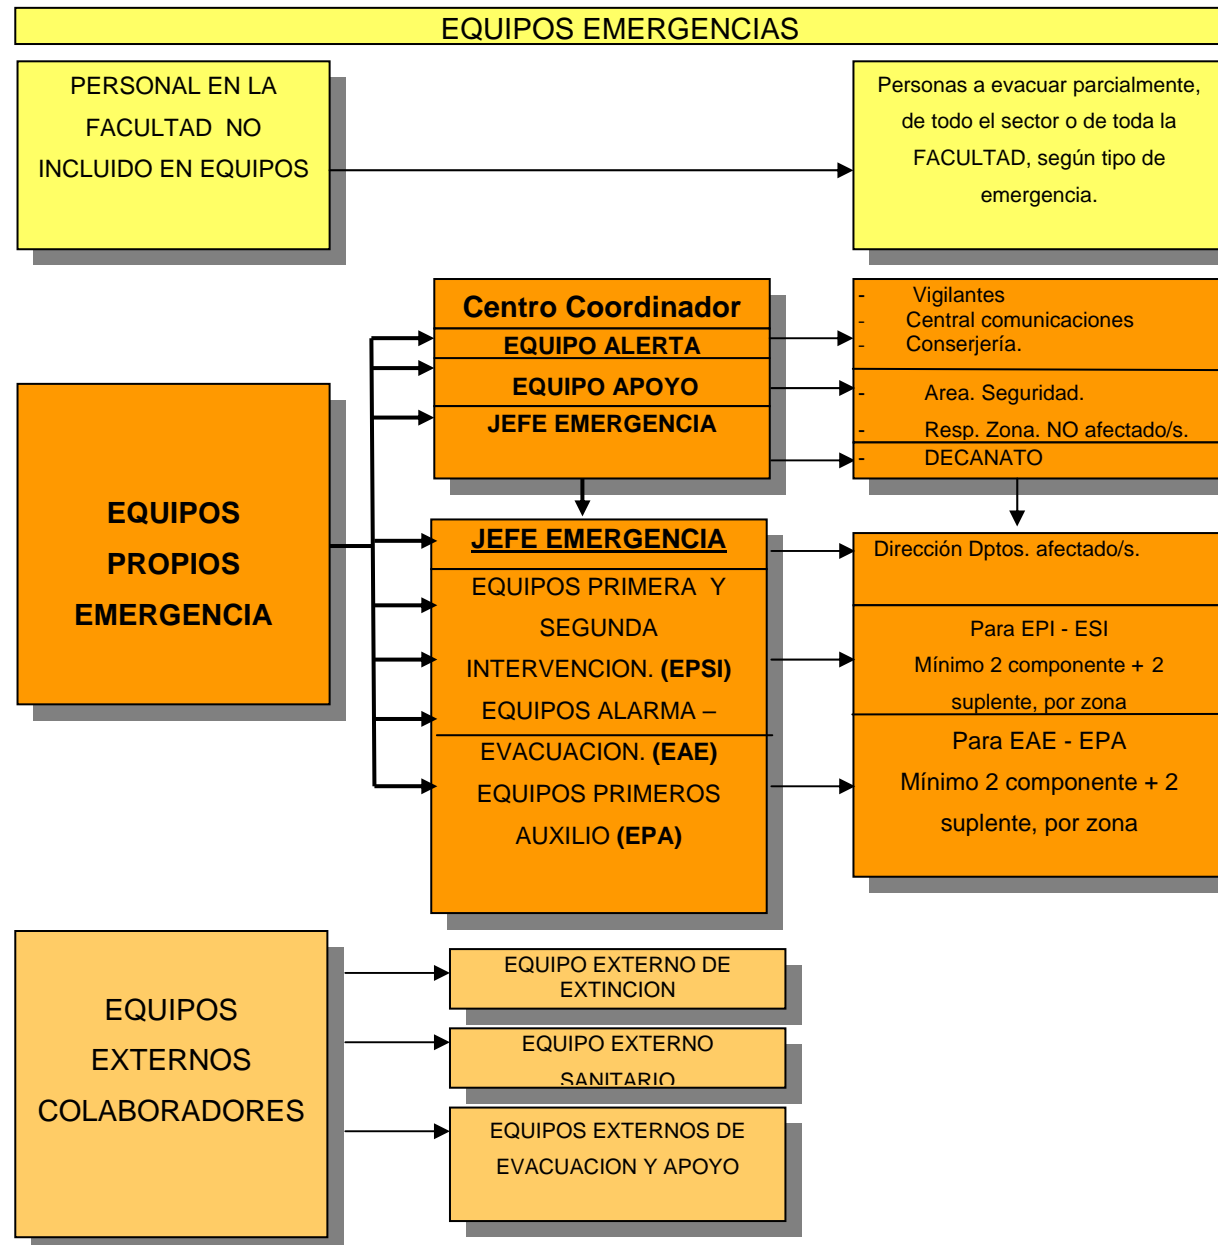 EQUIPOS EMERGENCIAS
PERSONAL EN LA
FACULTAD NO
INCLUIDO EN EQUIPOS
Personas a evacuar parcialmente,
de todo el sector o de toda la
FACULTAD, según tipo de
emergencia.
EQUIPOS
PROPIOS
EMERGENCIA
Centro Coordinador
EQUIPO ALERTA
EQUIPO APOYO
JEFE EMERGENCIA
- Vigilantes
- Central comunicaciones
- Conserjería.
- Area. Seguridad.
- Resp. Zona. NO afectado/s.
- DECANATO
JEFE EMERGENCIA
EQUIPOS PRIMERA Y
SEGUNDA
INTERVENCION. (EPSI)
EQUIPOS ALARMA –
EVACUACION. (EAE)
EQUIPOS PRIMEROS
AUXILIO (EPA)
Dirección Dptos. afectado/s.
Para EPI - ESI
Mínimo 2 componente + 2
suplente, por zona
Para EAE - EPA
Mínimo 2 componente + 2
suplente, por zona
EQUIPOS
EXTERNOS
COLABORADORES
EQUIPO EXTERNO DE
EXTINCION
EQUIPO EXTERNO
SANITARIO
EQUIPOS EXTERNOS DE
EVACUACION Y APOYO